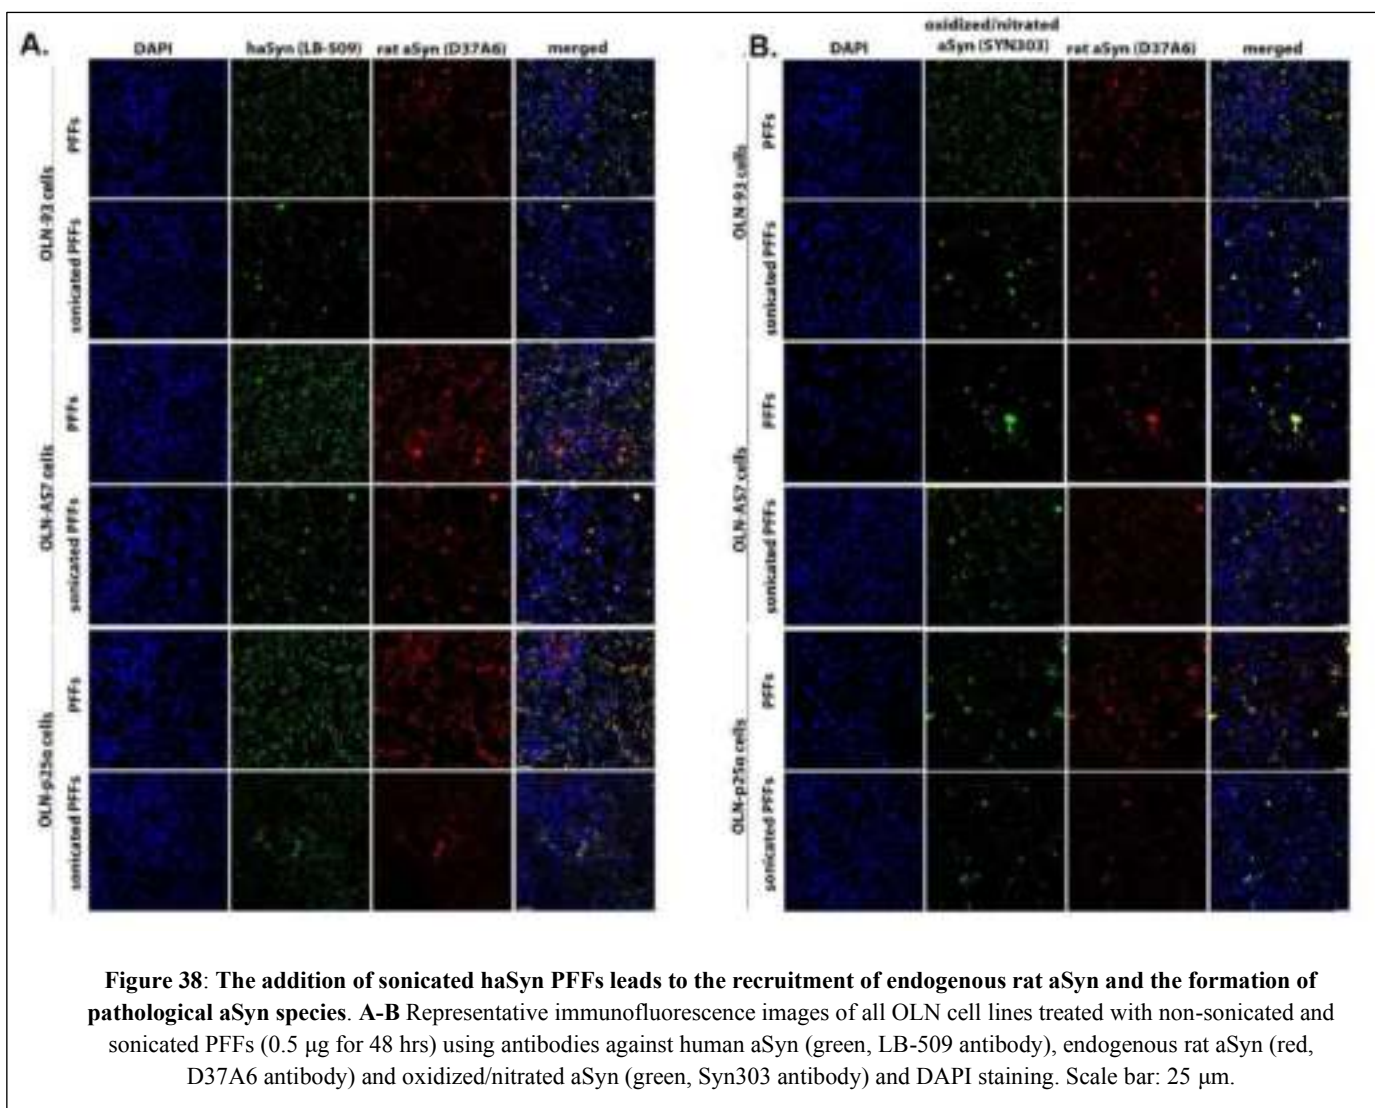 A.
DAPI haSyn (LB-509) rat aSyn (D37A6) merged
OLN-93 cells
PFFs
sonicated PFFs
OLN-A57 cells
PFFs
sonicated PFFs
OLN-p25α cells
PFFs
sonicated PFFs
B.
oxidized/nitrated
DAPI aSyn (SYN303) rat aSyn (D37A6) merged
OLN-93 cells
PFFs
sonicated PFFs
OLN-A57 cells
PFFs
sonicated PFFs
OLN-p25α cells
PFFs
sonicated PFFs
Figure 38: The addition of sonicated haSyn PFFs leads to the recruitment of endogenous rat aSyn and the formation of
pathological aSyn species. A-B Representative immunofluorescence images of all OLN cell lines treated with non-sonicated and
sonicated PFFs (0.5 μg for 48 hrs) using antibodies against human aSyn (green, LB-509 antibody), endogenous rat aSyn (red,
D37A6 antibody) and oxidized/nitrated aSyn (green, Syn303 antibody) and DAPI staining. Scale bar: 25 μm.